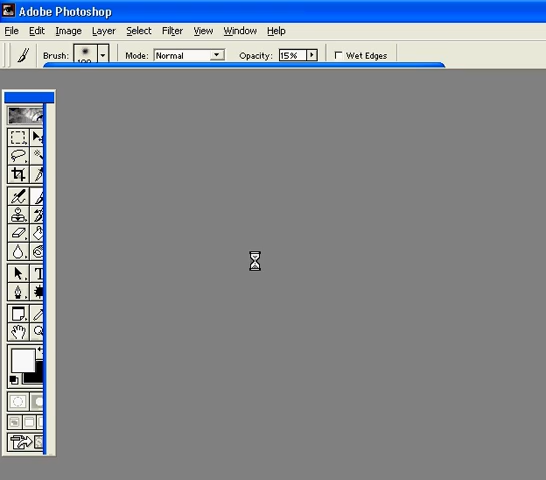 Adobe Photoshop
File Edit Image Layer Select Filter View Window Help
Brush: Mode: Normal Opacity: 15% Wet Edges
T